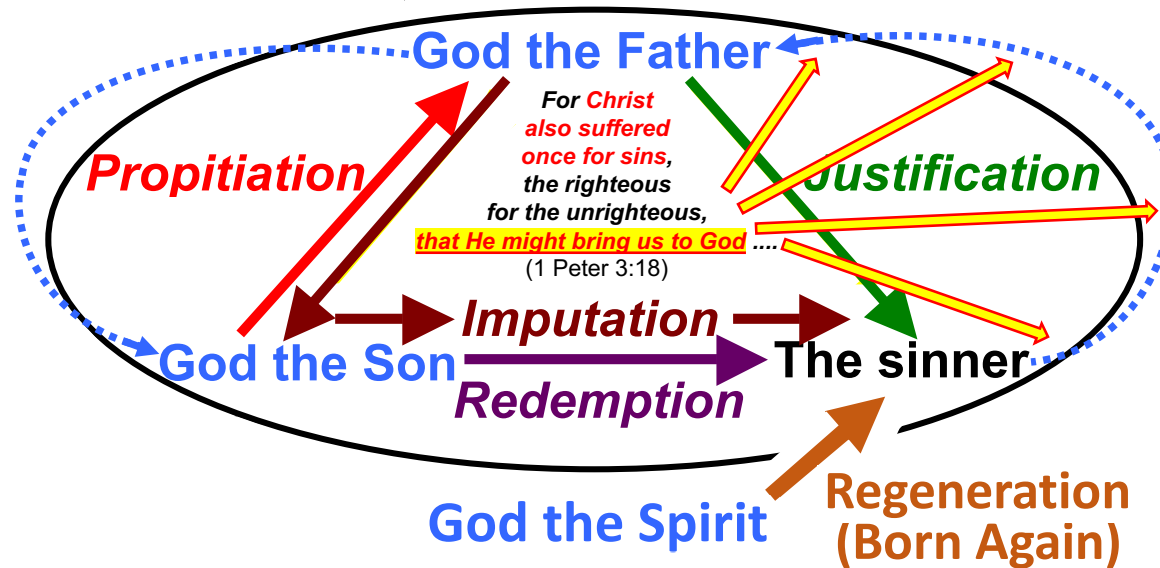 God the Father
For Christ
also suffered
once for sins,
the righteous
for the unrighteous,
that He might bring us to God ....
(1 Peter 3:18)
Propitiation
Justification
Imputation
God the Son
The sinner
Redemption
God the Spirit
Regeneration
(Born Again)